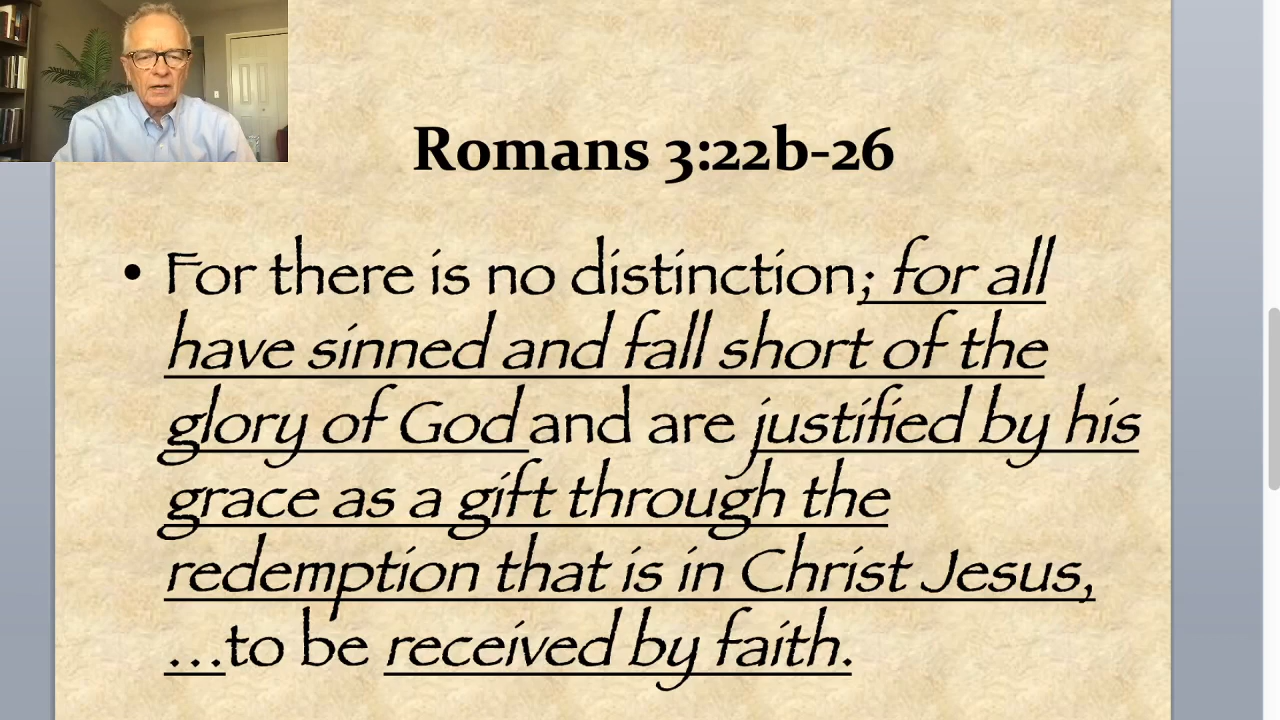 Romans 3:22b-26
• For there is no distinction; for all
have sinned and fall short of the
glory of God and are justified by his
grace as a gift through the
redemption that is in Christ Jesus,
…to be received by faith.